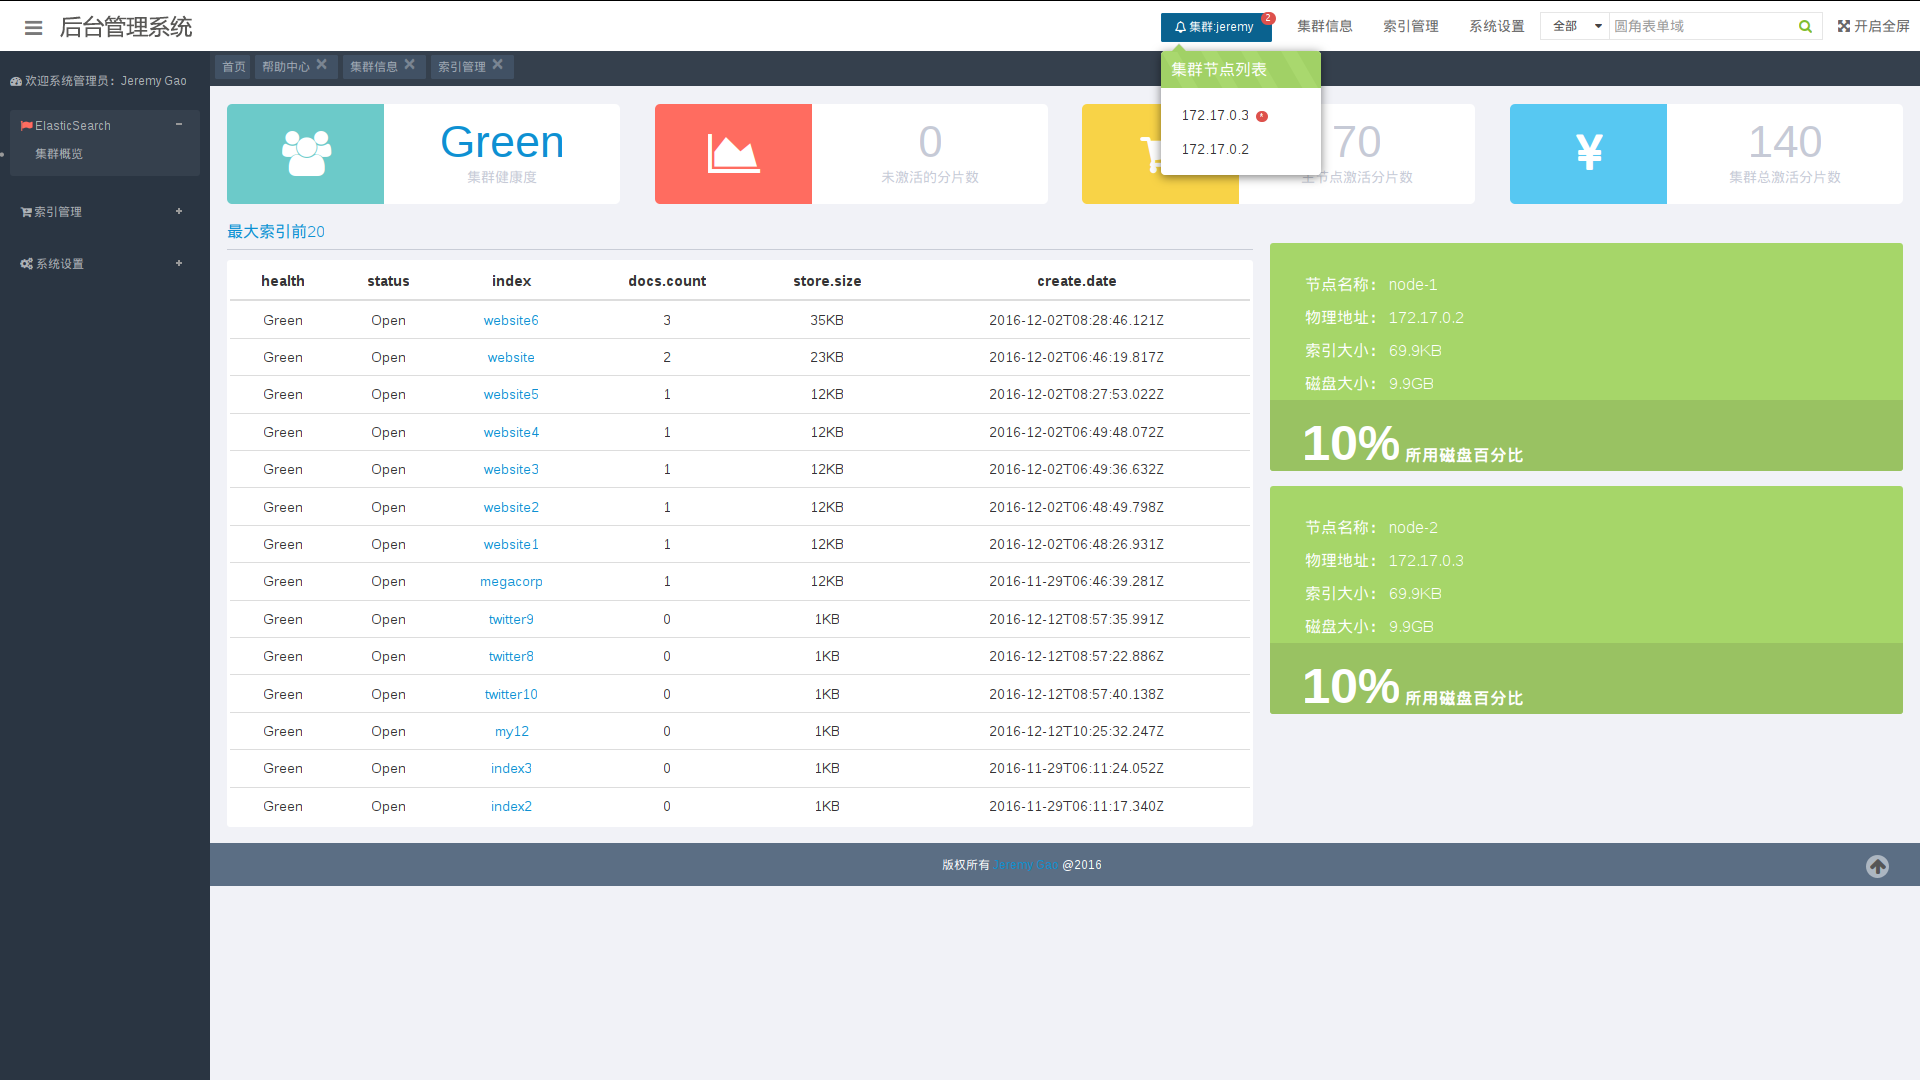 后台管理系统
集群:jeremy
2
集群信息
索引管理
系统设置
全部
圆角表单域
开启全屏
欢迎系统管理员：Jeremy Gao
首页
帮助中心
集群信息
索引管理
集群节点列表
172.17.0.3 *
172.17.0.2
ElasticSearch
集群概览
索引管理
系统设置
Green
集群健康度
0
未激活的分片数
70
主节点激活分片数
140
集群总激活分片数
最大索引前20
health status index docs.count store.size create.date
Green Open website6 3 35KB 2016-12-02T08:28:46.121Z
Green Open website 2 23KB 2016-12-02T06:46:19.817Z
Green Open website5 1 12KB 2016-12-02T08:27:53.022Z
Green Open website4 1 12KB 2016-12-02T06:49:48.072Z
Green Open website3 1 12KB 2016-12-02T06:49:36.632Z
Green Open website2 1 12KB 2016-12-02T06:48:49.798Z
Green Open website1 1 12KB 2016-12-02T06:48:26.931Z
Green Open megacorp 1 12KB 2016-11-29T06:46:39.281Z
Green Open twitter9 0 1KB 2016-12-12T08:57:35.991Z
Green Open twitter8 0 1KB 2016-12-12T08:57:22.886Z
Green Open twitter10 0 1KB 2016-12-12T08:57:40.138Z
Green Open my12 0 1KB 2016-12-12T10:25:32.247Z
Green Open index3 0 1KB 2016-11-29T06:11:24.052Z
Green Open index2 0 1KB 2016-11-29T06:11:17.340Z
节点名称： node-1
物理地址： 172.17.0.2
索引大小： 69.9KB
磁盘大小： 9.9GB
10% 所用磁盘百分比
节点名称： node-2
物理地址： 172.17.0.3
索引大小： 69.9KB
磁盘大小： 9.9GB
10% 所用磁盘百分比
版权所有 Jeremy Gao @2016